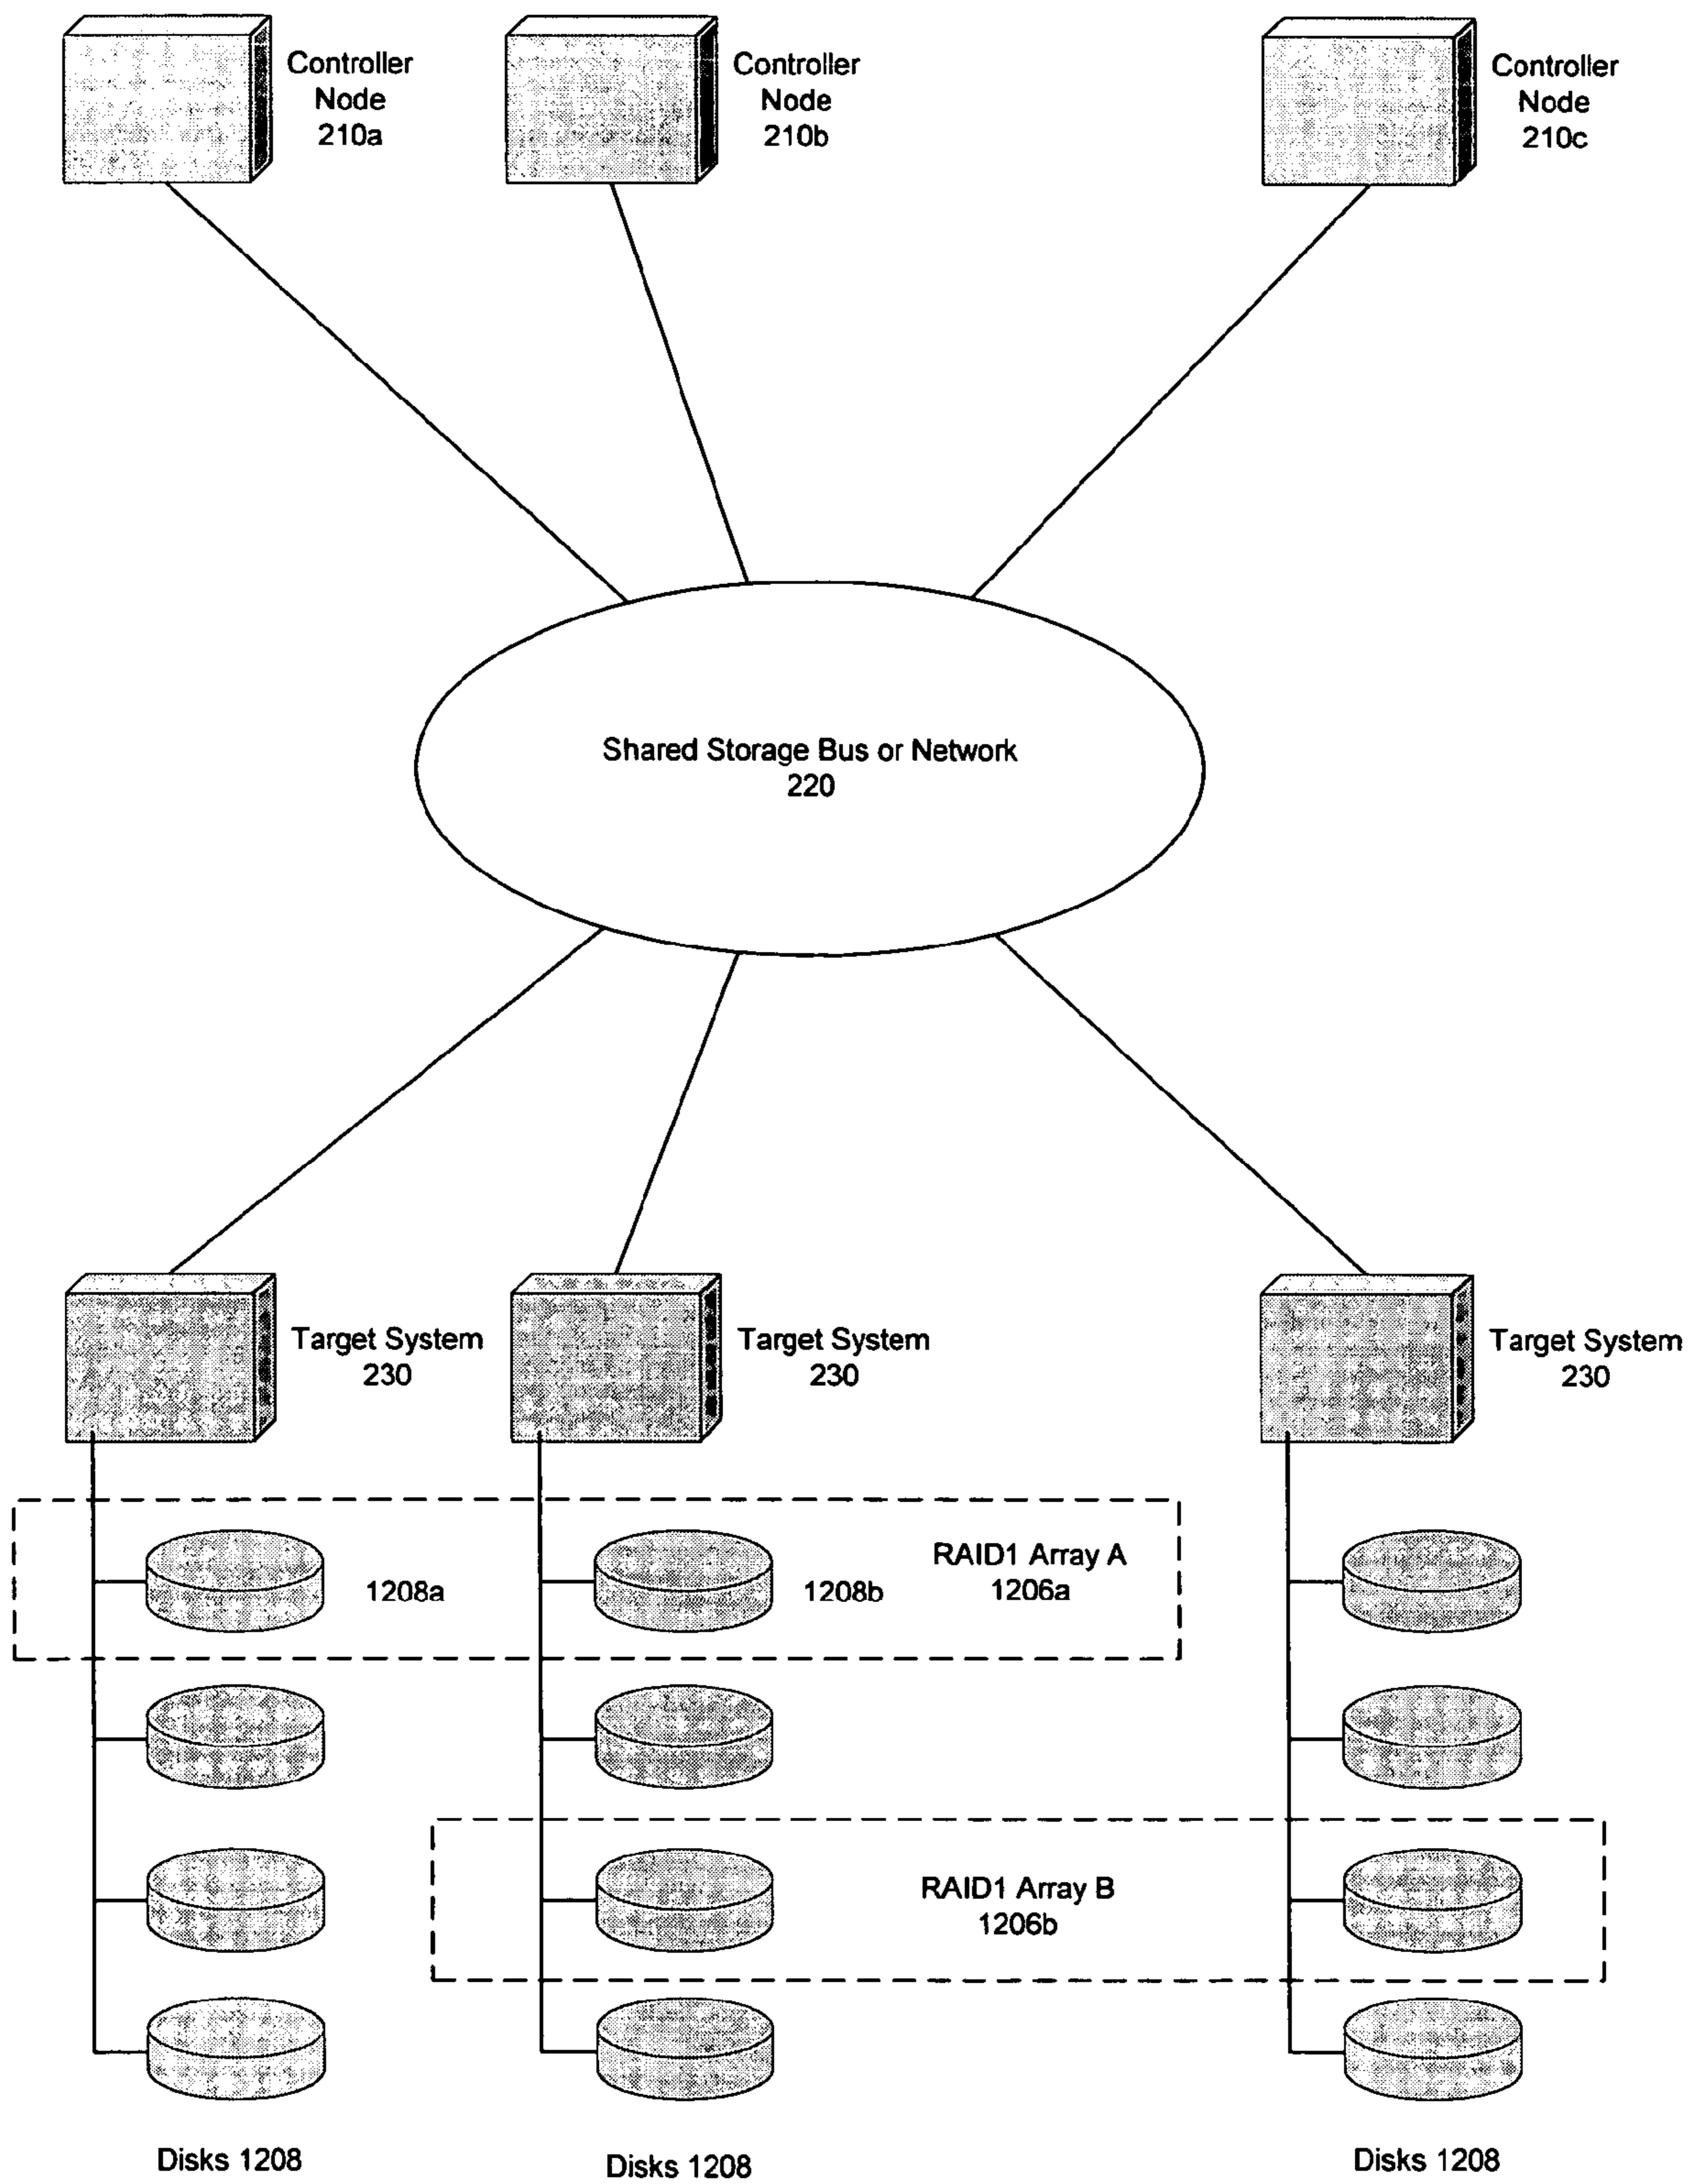 Controller
Node
210a
Controller
Node
210b
Controller
Node
210c
Shared Storage Bus or Network
220
Target System
230
Target System
230
Target System
230
1208a
1208b
RAID1 Array A
1206a
RAID1 Array B
1206b
Disks 1208
Disks 1208
Disks 1208